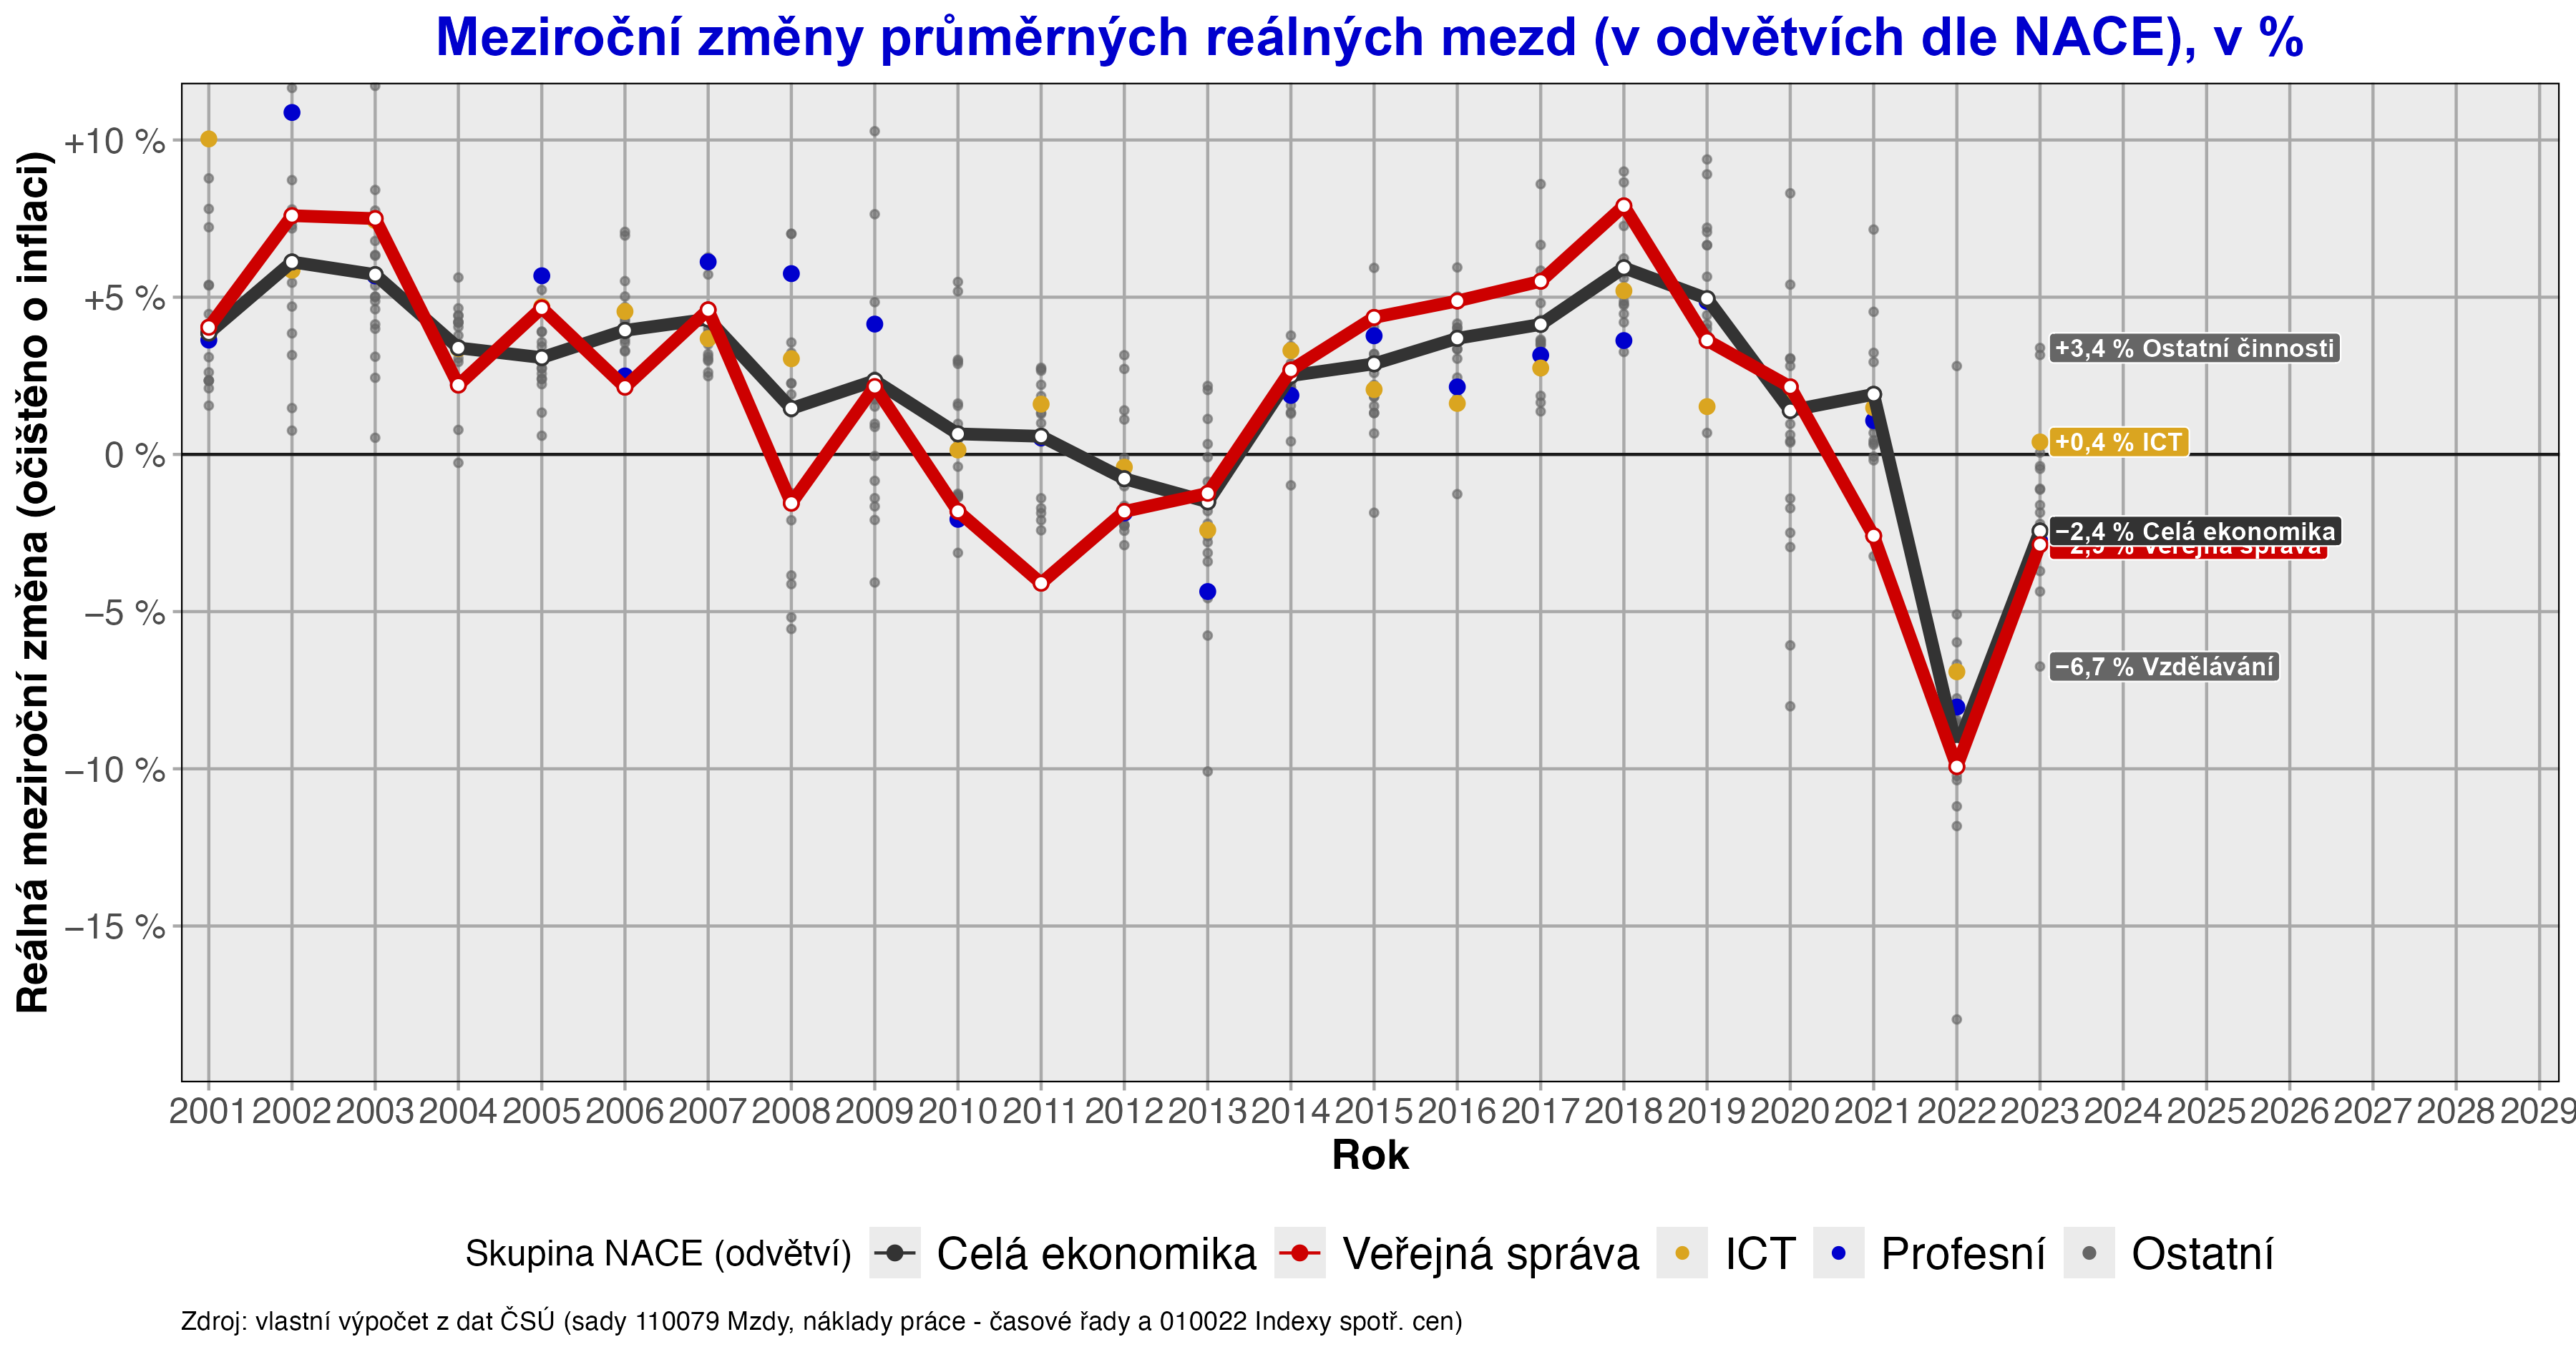 Meziroční změny průměrných reálných mezd (v odvětvích dle NACE), v %
Reálná meziroční změna (očištěno o inflaci)
+10 %
+5 %
0 %
−5 %
−10 %
−15 %
+3,4 % Ostatní činnosti
+0,4 % ICT
−2,4 % Celá ekonomika
−2,9 % Veřejná správa
−6,7 % Vzdělávání
2001 2002 2003 2004 2005 2006 2007 2008 2009 2010 2011 2012 2013 2014 2015 2016 2017 2018 2019 2020 2021 2022 2023 2024 2025 2026 2027 2028 2029
Rok
Skupina NACE (odvětví) Celá ekonomika Veřejná správa ICT Profesní Ostatní
Zdroj: vlastní výpočet z dat ČSÚ (sady 110079 Mzdy, náklady práce - časové řady a 010022 Indexy spotř. cen)